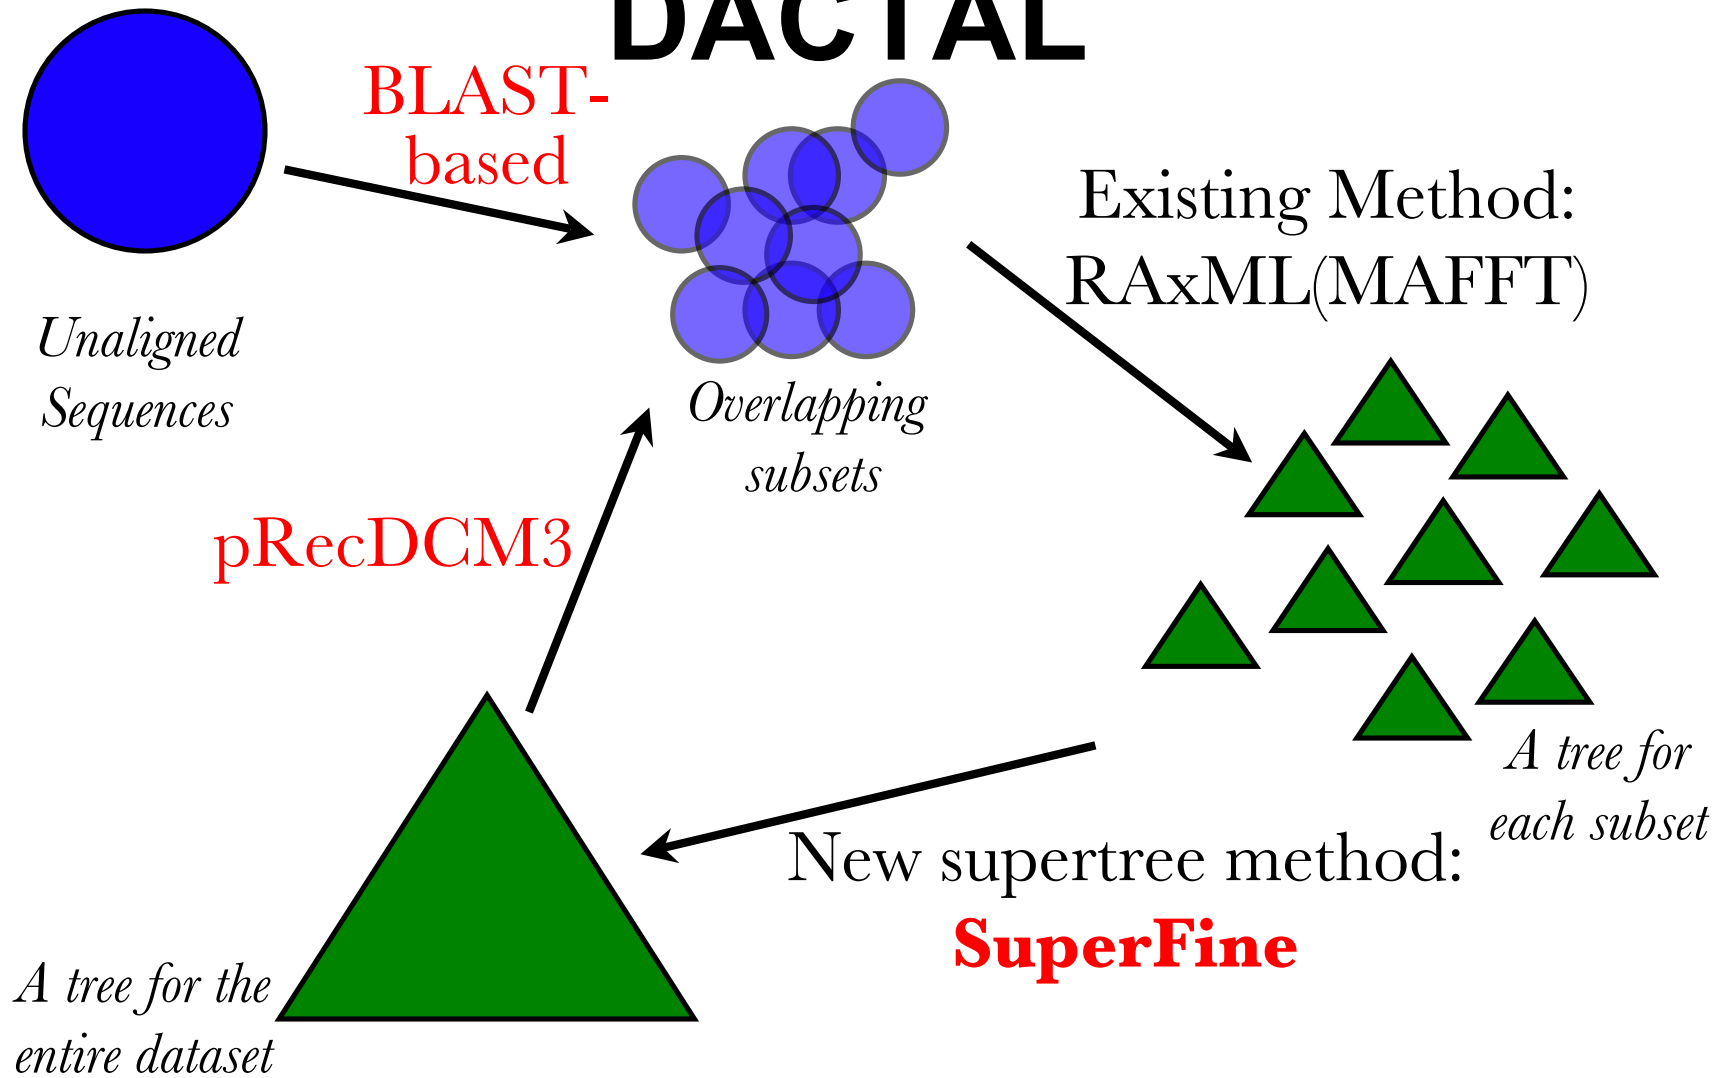 DACTAL
BLAST-
based
Existing Method:
RAxML(MAFFT)
Unaligned
Sequences
Overlapping
subsets
pRecDCM3
A tree for
each subset
New supertree method:
SuperFine
A tree for the
entire dataset